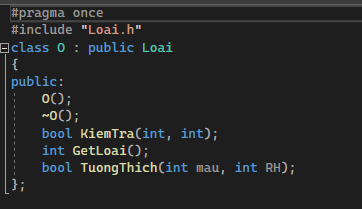 #pragma once
#include "Loai.h"
class O : public Loai
{
public:
    O();
    ~O();
    bool KiemTra(int, int);
    int GetLoai();
    bool TuongThich(int mau, int RH);
};